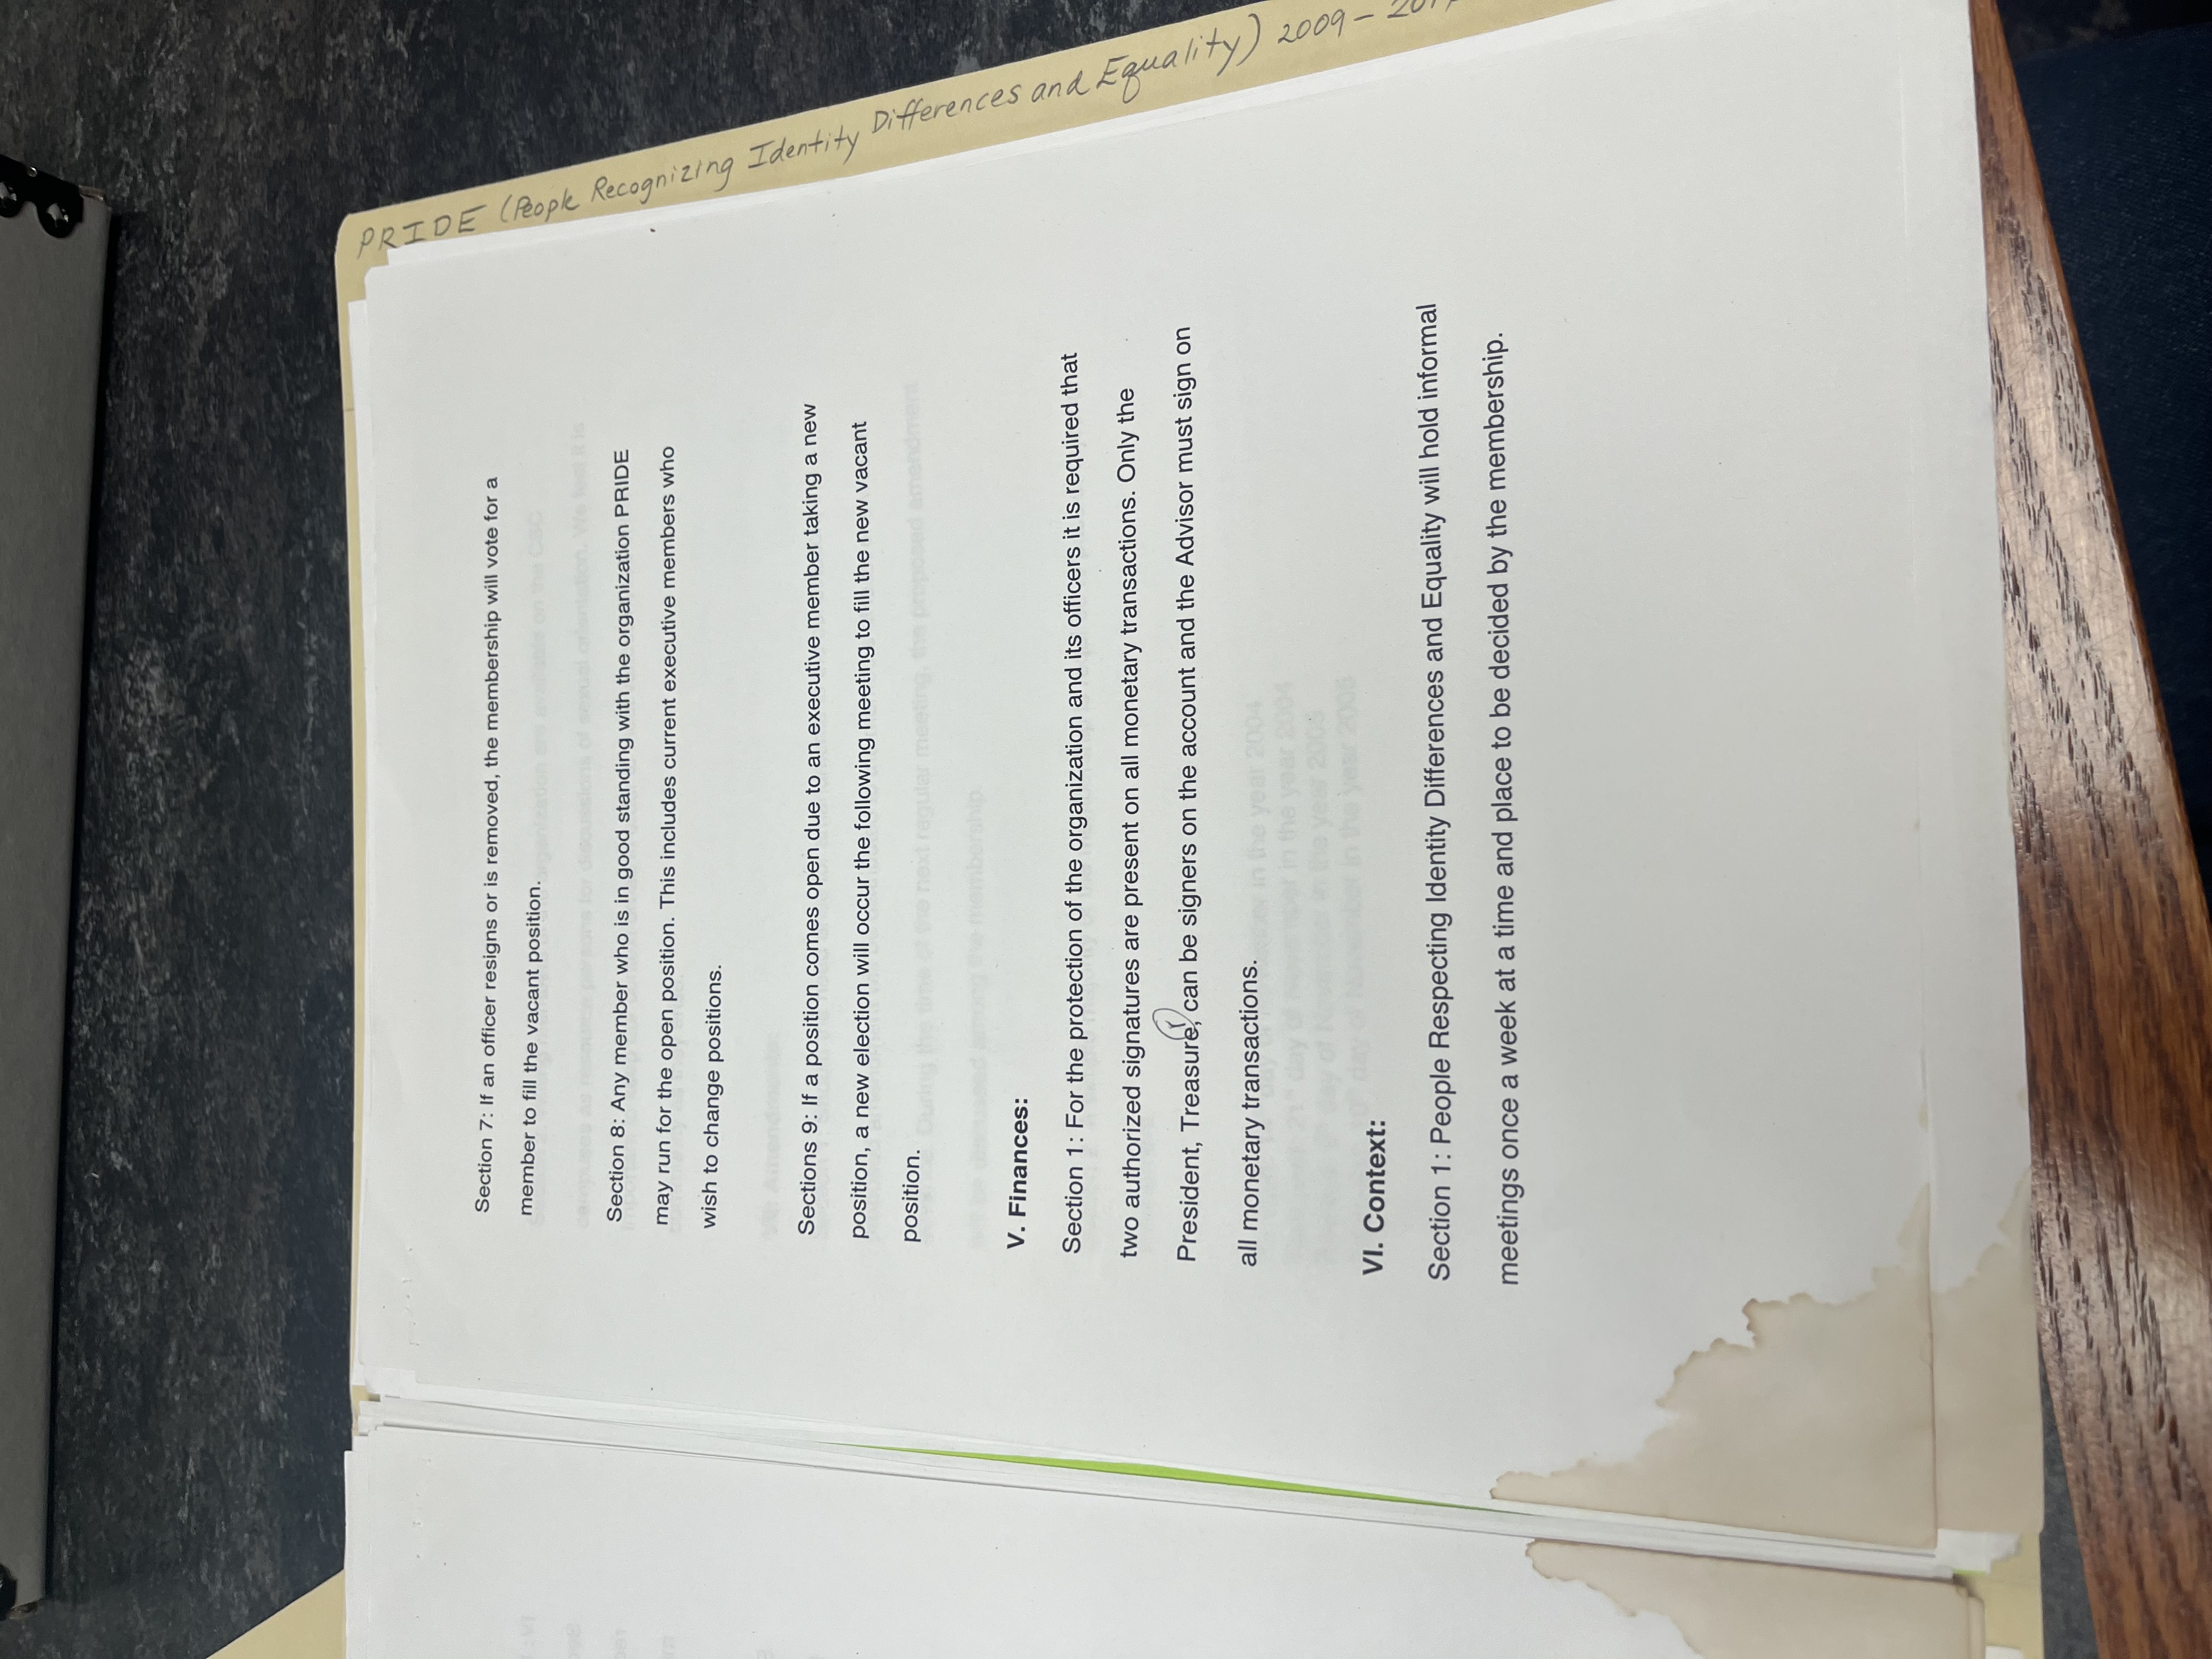 Section 7: If an officer resigns or is removed, the membership will vote for a
member to fill the vacant position.
Section 8: Any member who is in good standing with the organization PRIDE
may run for the open position. This includes current executive members who
wish to change positions.
Sections 9: If a position comes open due to an executive member taking a new
position, a new election will occur the following meeting to fill the new vacant
position.
V. Finances:
Section 1: For the protection of the organization and its officers it is required that
two authorized signatures are present on all monetary transactions. Only the
r
President, Treasure, can be signers on the account and the Advisor must sign on
all monetary transactions.
VI. Context:
Section 1: People Respecting Identity Differences and Equality will hold informal
meetings once a week at a time and place to be decided by the membership.
PRIDE (People Recognizing Identity Differences and Equality) 2009-